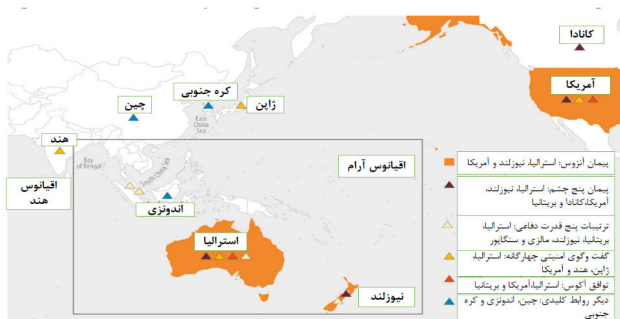 کانادا
آمریکا
کره جنوبی
ژاپن
چین
East
China
Sea
هند
Bay
of Bengal
South China Sea
اقیانوس آرام
اقیانوس
هند
اندونزی
استرالیا
نیوزلند
پیمان آنزوس: استرالیا، نیوزلند و آمریکا
پیمان پنج چشم: استرالیا، نیوزلند،
آمریکا،کانادا و بریتانیا
ترتیبات پنج قدرت دفاعی: استرالیا،
بریتانیا، نیوزلند، مالزی و سنگاپور
گفت وگوی امنیتی چهارگانه: استرالیا،
ژاپن، هند و آمریکا
توافق آکوس: استرالیا،آمریکا و بریتانیا
دیگر روابط کلیدی: چین، اندونزی و کره
جنوبی